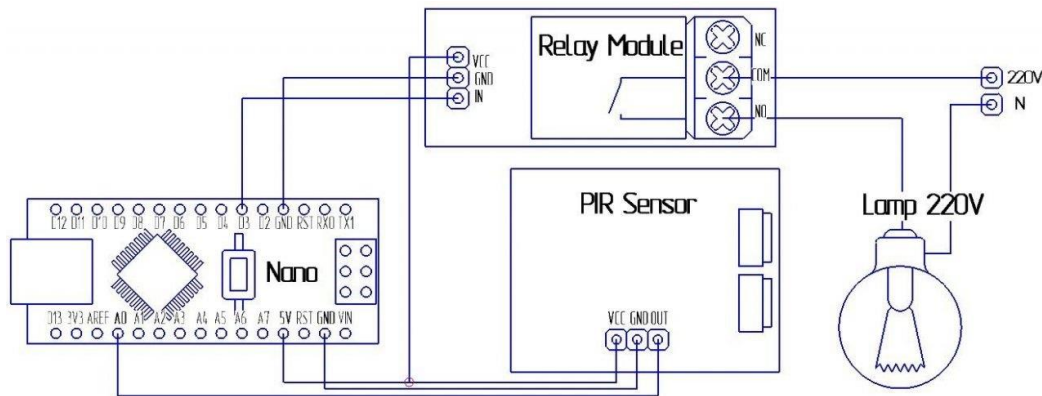 Relay Module
VCC
GND
IN
NC
COM
NO
220V
N
PIR Sensor
Lamp 220V
D12 D11 D10 D9 D8 D7 D6 D5 D4 D3 D2 GND RST RX0 TX1
Nano
D13 3V3 AREF A0 A1 A2 A3 A4 A5 A6 A7 5V RST GND VIN
VCC GND OUT